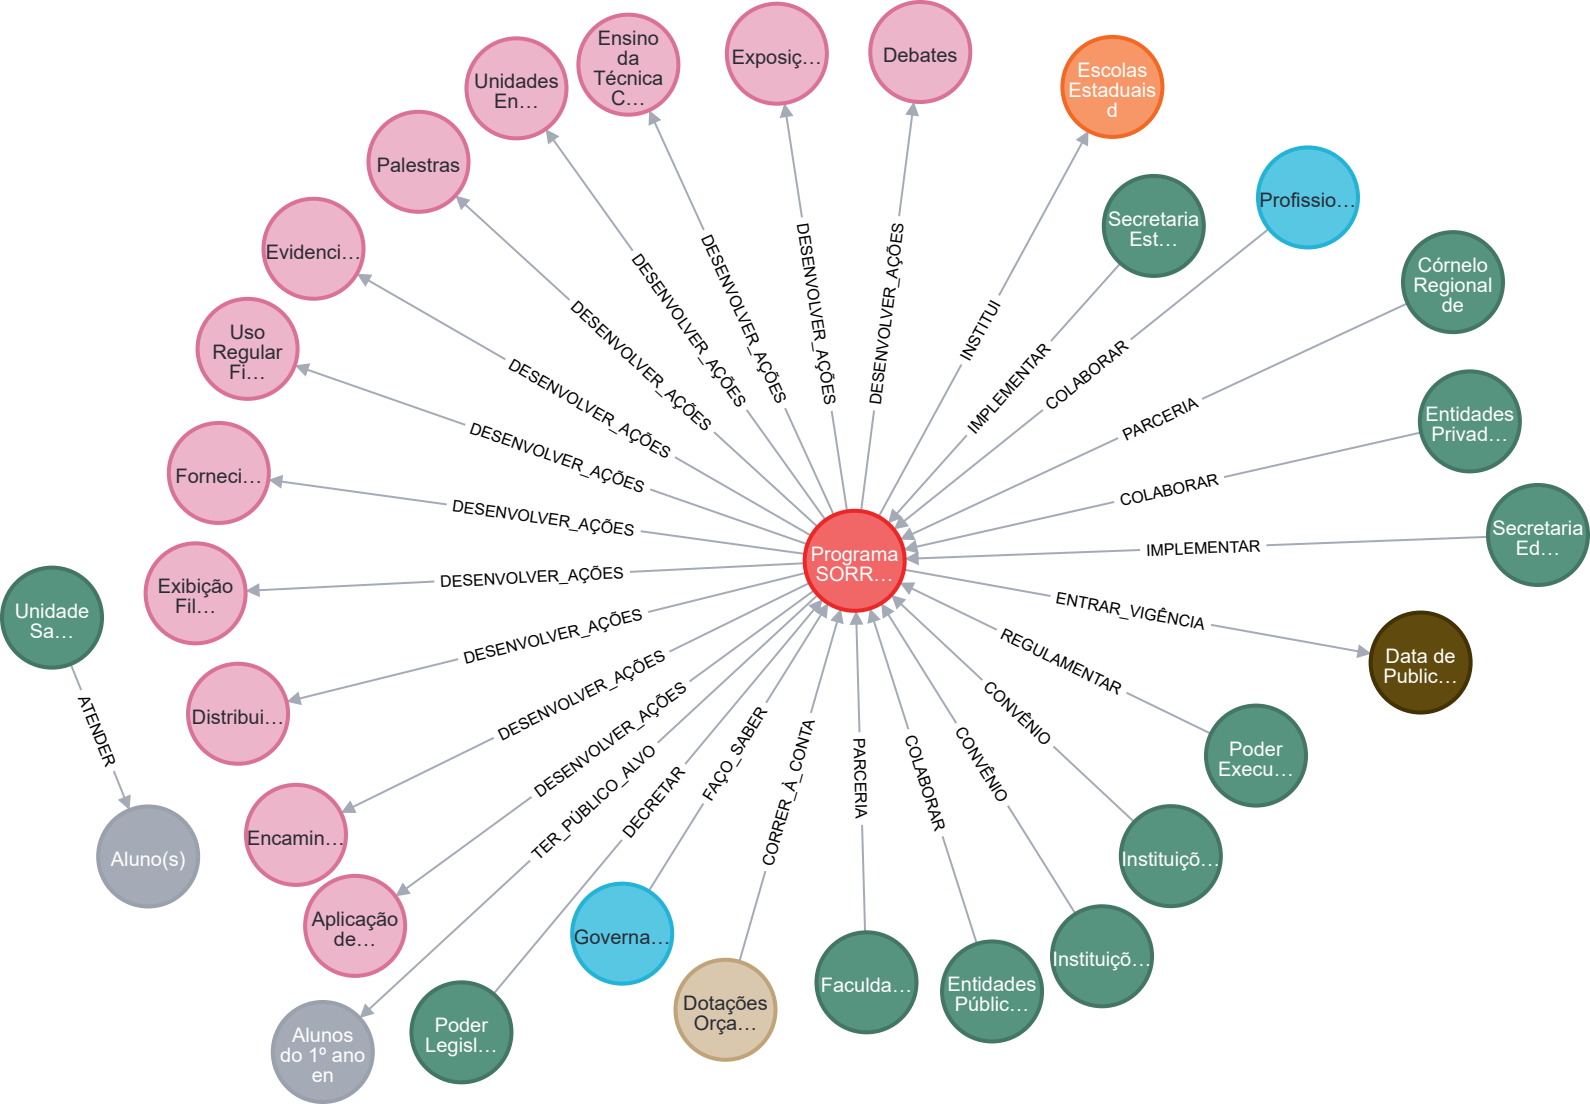 Ensino
da
Técnica
C…
Exposiç…
Debates
Unidades
En…
Escolas
Estaduais
d
Palestras
Profissio…
Secretaria
Est…
Evidenci…
Córnelo
Regional
de
Uso
Regular
Fi…
Entidades
Privad…
Forneci…
Secretaria
Ed…
Programa
SORR…
Exibição
Fil…
Unidade
Sa…
Data de
Public…
Distribui…
Poder
Execu…
Encamin…
Aluno(s)
Instituiçõ…
Aplicação
de…
Governa…
Instituiçõ…
Faculda…
Entidades
Públic…
Dotações
Orça…
Poder
Legisl…
Alunos
do 1º ano
en
DESENVOLVER_AÇÕES
DESENVOLVER_AÇÕES
DESENVOLVER_AÇÕES
DESENVOLVER_AÇÕES
DESENVOLVER_AÇÕES
DESENVOLVER_AÇÕES
DESENVOLVER_AÇÕES
DESENVOLVER_AÇÕES
DESENVOLVER_AÇÕES
DESENVOLVER_AÇÕES
DESENVOLVER_AÇÕES
DESENVOLVER_AÇÕES
INSTITUI
IMPLEMENTAR
COLABORAR
PARCERIA
COLABORAR
IMPLEMENTAR
ENTRAR_VIGÊNCIA
REGULAMENTAR
CONVÊNIO
CONVÊNIO
COLABORAR
PARCERIA
CORRER_À_CONTA
FAÇO_SABER
DECRETAR
TER_PÚBLICO_ALVO
DESENVOLVER_AÇÕES
ATENDER